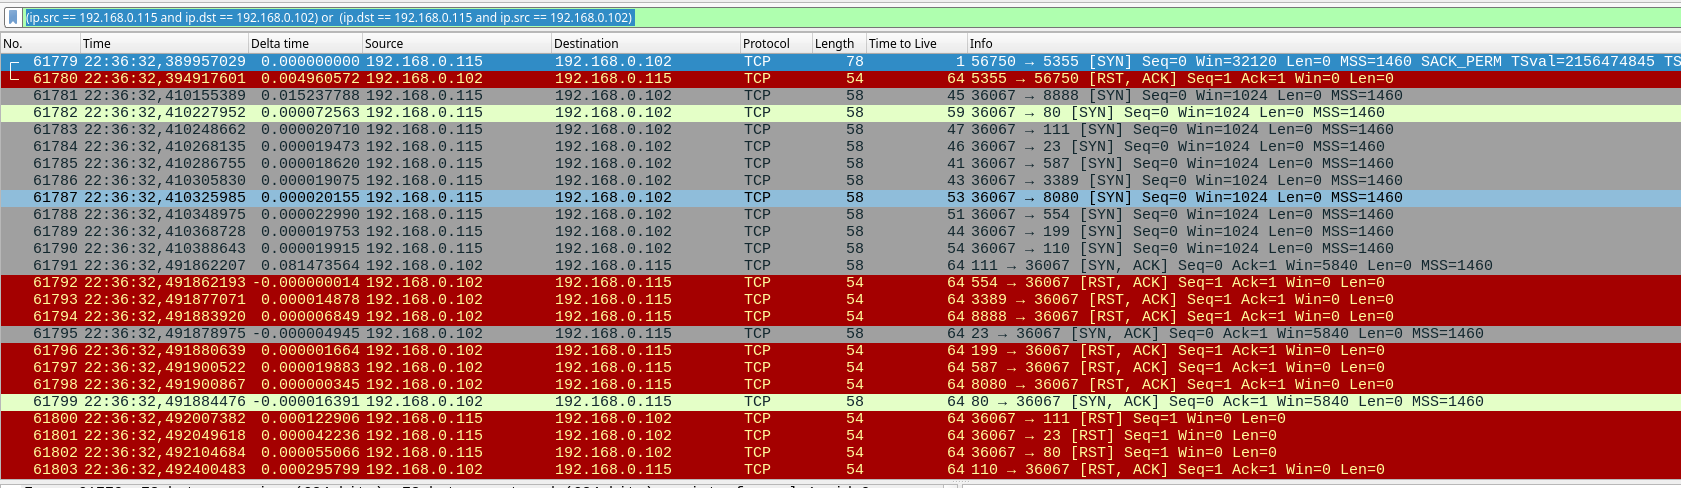 (ip.src == 192.168.0.115 and ip.dst == 192.168.0.102) or (ip.dst == 192.168.0.115 and ip.src == 192.168.0.102)
No. Time Delta time Source Destination Protocol Length Time to Live Info
61779 22:36:32,389957029 0.000000000 192.168.0.115 192.168.0.102 TCP 78 1 56750 → 5355 [SYN] Seq=0 Win=32120 Len=0 MSS=1460 SACK_PERM TSval=2156474845 TS
61780 22:36:32,394917601 0.004960572 192.168.0.102 192.168.0.115 TCP 54 64 5355 → 56750 [RST, ACK] Seq=1 Ack=1 Win=0 Len=0
61781 22:36:32,410155389 0.015237788 192.168.0.115 192.168.0.102 TCP 58 45 36067 → 8888 [SYN] Seq=0 Win=1024 Len=0 MSS=1460
61782 22:36:32,410227952 0.000072563 192.168.0.115 192.168.0.102 TCP 58 59 36067 → 80 [SYN] Seq=0 Win=1024 Len=0 MSS=1460
61783 22:36:32,410248662 0.000020710 192.168.0.115 192.168.0.102 TCP 58 47 36067 → 111 [SYN] Seq=0 Win=1024 Len=0 MSS=1460
61784 22:36:32,410268135 0.000019473 192.168.0.115 192.168.0.102 TCP 58 46 36067 → 23 [SYN] Seq=0 Win=1024 Len=0 MSS=1460
61785 22:36:32,410286755 0.000018620 192.168.0.115 192.168.0.102 TCP 58 41 36067 → 587 [SYN] Seq=0 Win=1024 Len=0 MSS=1460
61786 22:36:32,410305830 0.000019075 192.168.0.115 192.168.0.102 TCP 58 43 36067 → 3389 [SYN] Seq=0 Win=1024 Len=0 MSS=1460
61787 22:36:32,410325985 0.000020155 192.168.0.115 192.168.0.102 TCP 58 53 36067 → 8080 [SYN] Seq=0 Win=1024 Len=0 MSS=1460
61788 22:36:32,410348975 0.000022990 192.168.0.115 192.168.0.102 TCP 58 51 36067 → 554 [SYN] Seq=0 Win=1024 Len=0 MSS=1460
61789 22:36:32,410368728 0.000019753 192.168.0.115 192.168.0.102 TCP 58 44 36067 → 199 [SYN] Seq=0 Win=1024 Len=0 MSS=1460
61790 22:36:32,410388643 0.000019915 192.168.0.115 192.168.0.102 TCP 58 54 36067 → 110 [SYN] Seq=0 Win=1024 Len=0 MSS=1460
61791 22:36:32,491862207 0.081473564 192.168.0.102 192.168.0.115 TCP 58 64 111 → 36067 [SYN, ACK] Seq=0 Ack=1 Win=5840 Len=0 MSS=1460
61792 22:36:32,491862193 -0.000000014 192.168.0.102 192.168.0.115 TCP 54 64 554 → 36067 [RST, ACK] Seq=1 Ack=1 Win=0 Len=0
61793 22:36:32,491877071 0.000014878 192.168.0.102 192.168.0.115 TCP 54 64 3389 → 36067 [RST, ACK] Seq=1 Ack=1 Win=0 Len=0
61794 22:36:32,491883920 0.000006849 192.168.0.102 192.168.0.115 TCP 54 64 8888 → 36067 [RST, ACK] Seq=1 Ack=1 Win=0 Len=0
61795 22:36:32,491878975 -0.000004945 192.168.0.102 192.168.0.115 TCP 58 64 23 → 36067 [SYN, ACK] Seq=0 Ack=1 Win=5840 Len=0 MSS=1460
61796 22:36:32,491880639 0.000001664 192.168.0.102 192.168.0.115 TCP 54 64 199 → 36067 [RST, ACK] Seq=1 Ack=1 Win=0 Len=0
61797 22:36:32,491900522 0.000019883 192.168.0.102 192.168.0.115 TCP 54 64 587 → 36067 [RST, ACK] Seq=1 Ack=1 Win=0 Len=0
61798 22:36:32,491900867 0.000000345 192.168.0.102 192.168.0.115 TCP 54 64 8080 → 36067 [RST, ACK] Seq=1 Ack=1 Win=0 Len=0
61799 22:36:32,491884476 -0.000016391 192.168.0.102 192.168.0.115 TCP 58 64 80 → 36067 [SYN, ACK] Seq=0 Ack=1 Win=5840 Len=0 MSS=1460
61800 22:36:32,492007382 0.000122906 192.168.0.115 192.168.0.102 TCP 54 64 36067 → 111 [RST] Seq=1 Win=0 Len=0
61801 22:36:32,492049618 0.000042236 192.168.0.115 192.168.0.102 TCP 54 64 36067 → 23 [RST] Seq=1 Win=0 Len=0
61802 22:36:32,492104684 0.000055066 192.168.0.115 192.168.0.102 TCP 54 64 36067 → 80 [RST] Seq=1 Win=0 Len=0
61803 22:36:32,492400483 0.000295799 192.168.0.102 192.168.0.115 TCP 54 64 110 → 36067 [RST, ACK] Seq=1 Ack=1 Win=0 Len=0